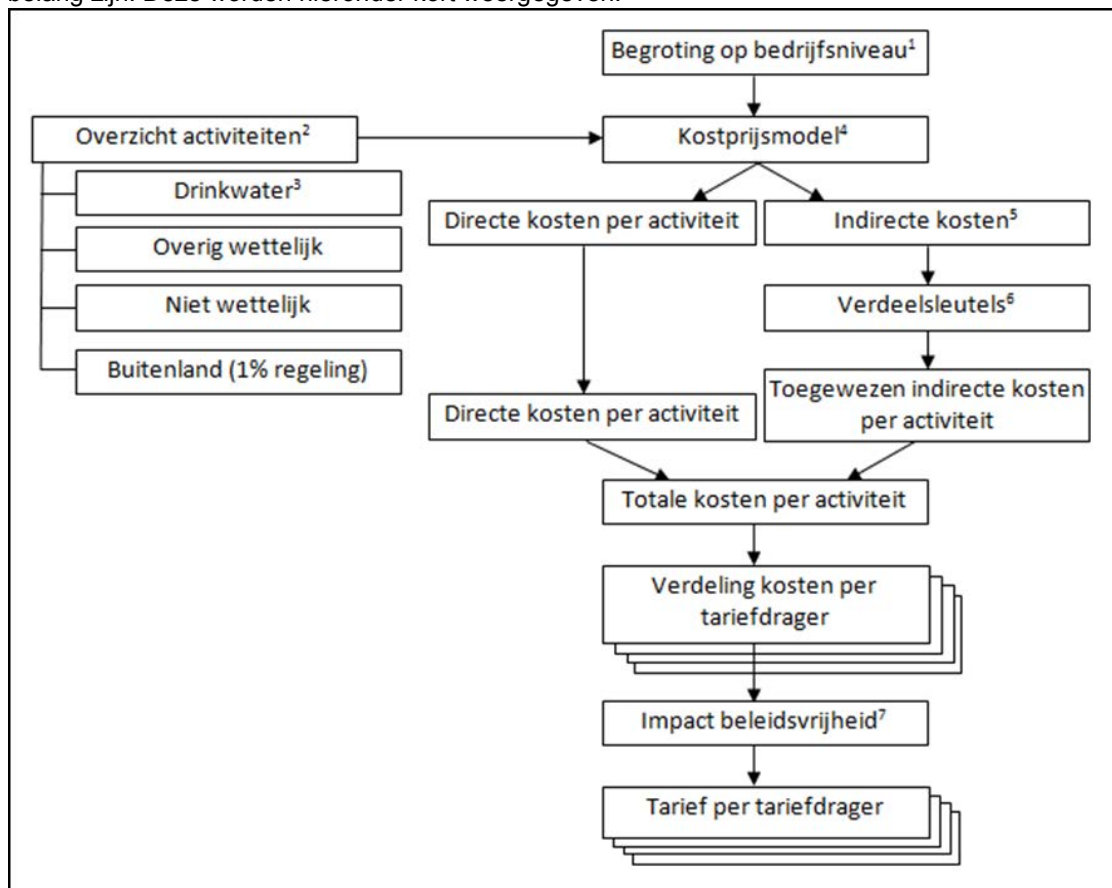 belang zijn. Deze worden hieronder kort weergegeven.
Begroting op bedrijfsniveau¹
Overzicht activiteiten²
Kostprijsmodel⁴
Drinkwater³
Overig wettelijk
Niet wettelijk
Buitenland (1% regeling)
Directe kosten per activiteit
Indirecte kosten⁵
Verdeelsleutels⁶
Directe kosten per activiteit
Toegewezen indirecte kosten
per activiteit
Totale kosten per activiteit
Verdeling kosten per
tariefdrager
Impact beleidsvrijheid⁷
Tarief per tariefdrager